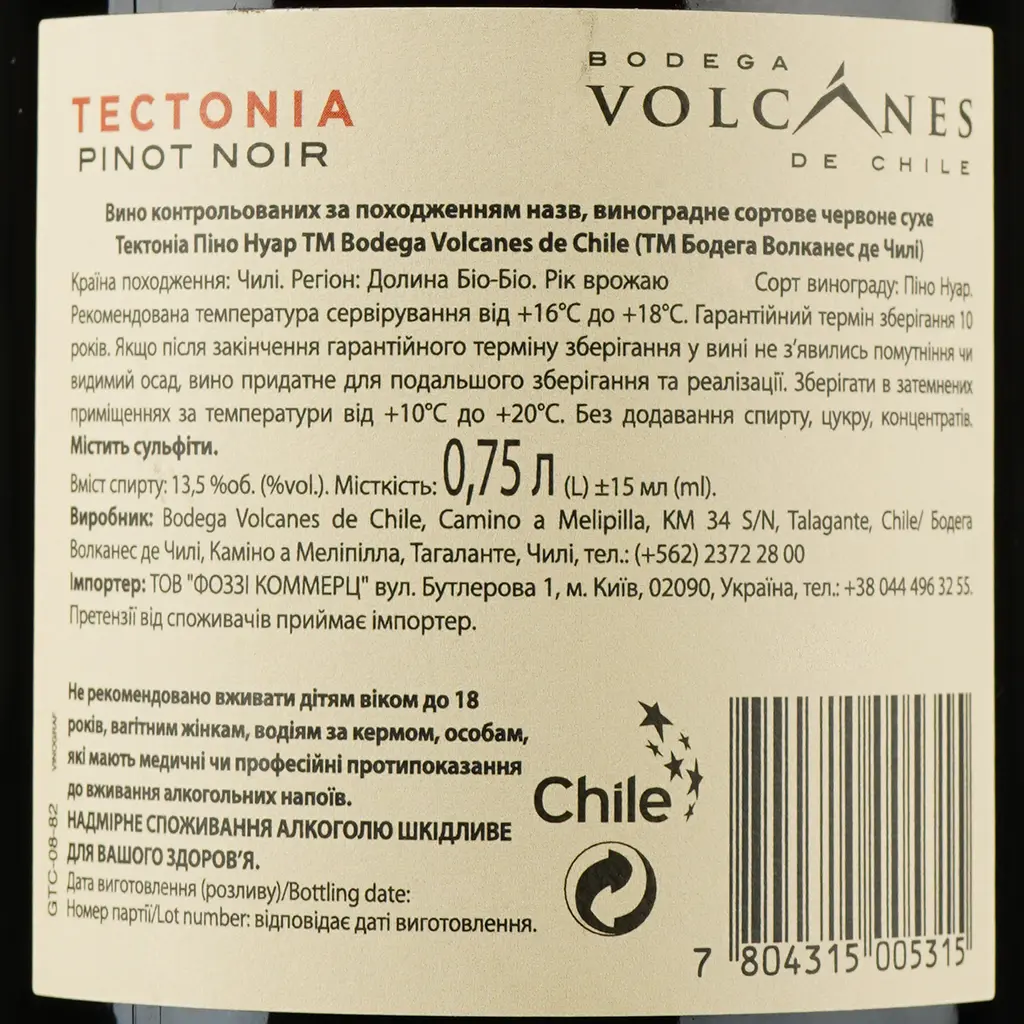 TECTONIA
PINOT NOIR
BODEGA
VOLCANES
DE CHILE
Вино контрольованих за походженням назв, виноградне сортове червоне сухе
Тектоніа Піно Нуар ТМ Bodega Volcanes de Chile (ТМ Бодега Волканес де Чилі)
Країна походження: Чилі. Регіон: Долина Біо-Біо. Рік врожаю Сорт винограду: Піно Нуар.
Рекомендована температура сервірування від +16°C до +18°C. Гарантійний термін зберігання 10
років. Якщо після закінчення гарантійного терміну зберігання у вині не з'явились помутніння чи
видимий осад, вино придатне для подальшого зберігання та реалізації. Зберігати в затемнених
приміщеннях за температури від +10°C до +20°C. Без додавання спирту, цукру, концентратів.
Містить сульфіти.
Вміст спирту: 13,5 %об. (%vol.). Місткість: 0,75 л (L) ±15 мл (ml).
Виробник: Bodega Volcanes de Chile, Camino a Melipilla, KM 34 S/N, Talagante, Chile/ Бодега
Волканес де Чилі, Каміно а Меліпілла, Тагаланте, Чилі, тел.: (+562) 2372 28 00
Імпортер: ТОВ "ФОЗЗІ КОММЕРЦ" вул. Бутлерова 1, м. Київ, 02090, Україна, тел.: +38 044 496 32 55.
Претензії від споживачів приймає імпортер.
Не рекомендовано вживати дітям віком до 18
років, вагітним жінкам, водіям за кермом, особам,
які мають медичні чи професійні протипоказання
до вживання алкогольних напоїв.
НАДМІРНЕ СПОЖИВАННЯ АЛКОГОЛЮ ШКІДЛИВЕ
ДЛЯ ВАШОГО ЗДОРОВ'Я.
Дата виготовлення (розливу)/Bottling date:
Номер партії/Lot number: відповідає даті виготовлення.
GTC-08-82
VINOGRAF
Chile
7 804315 005315